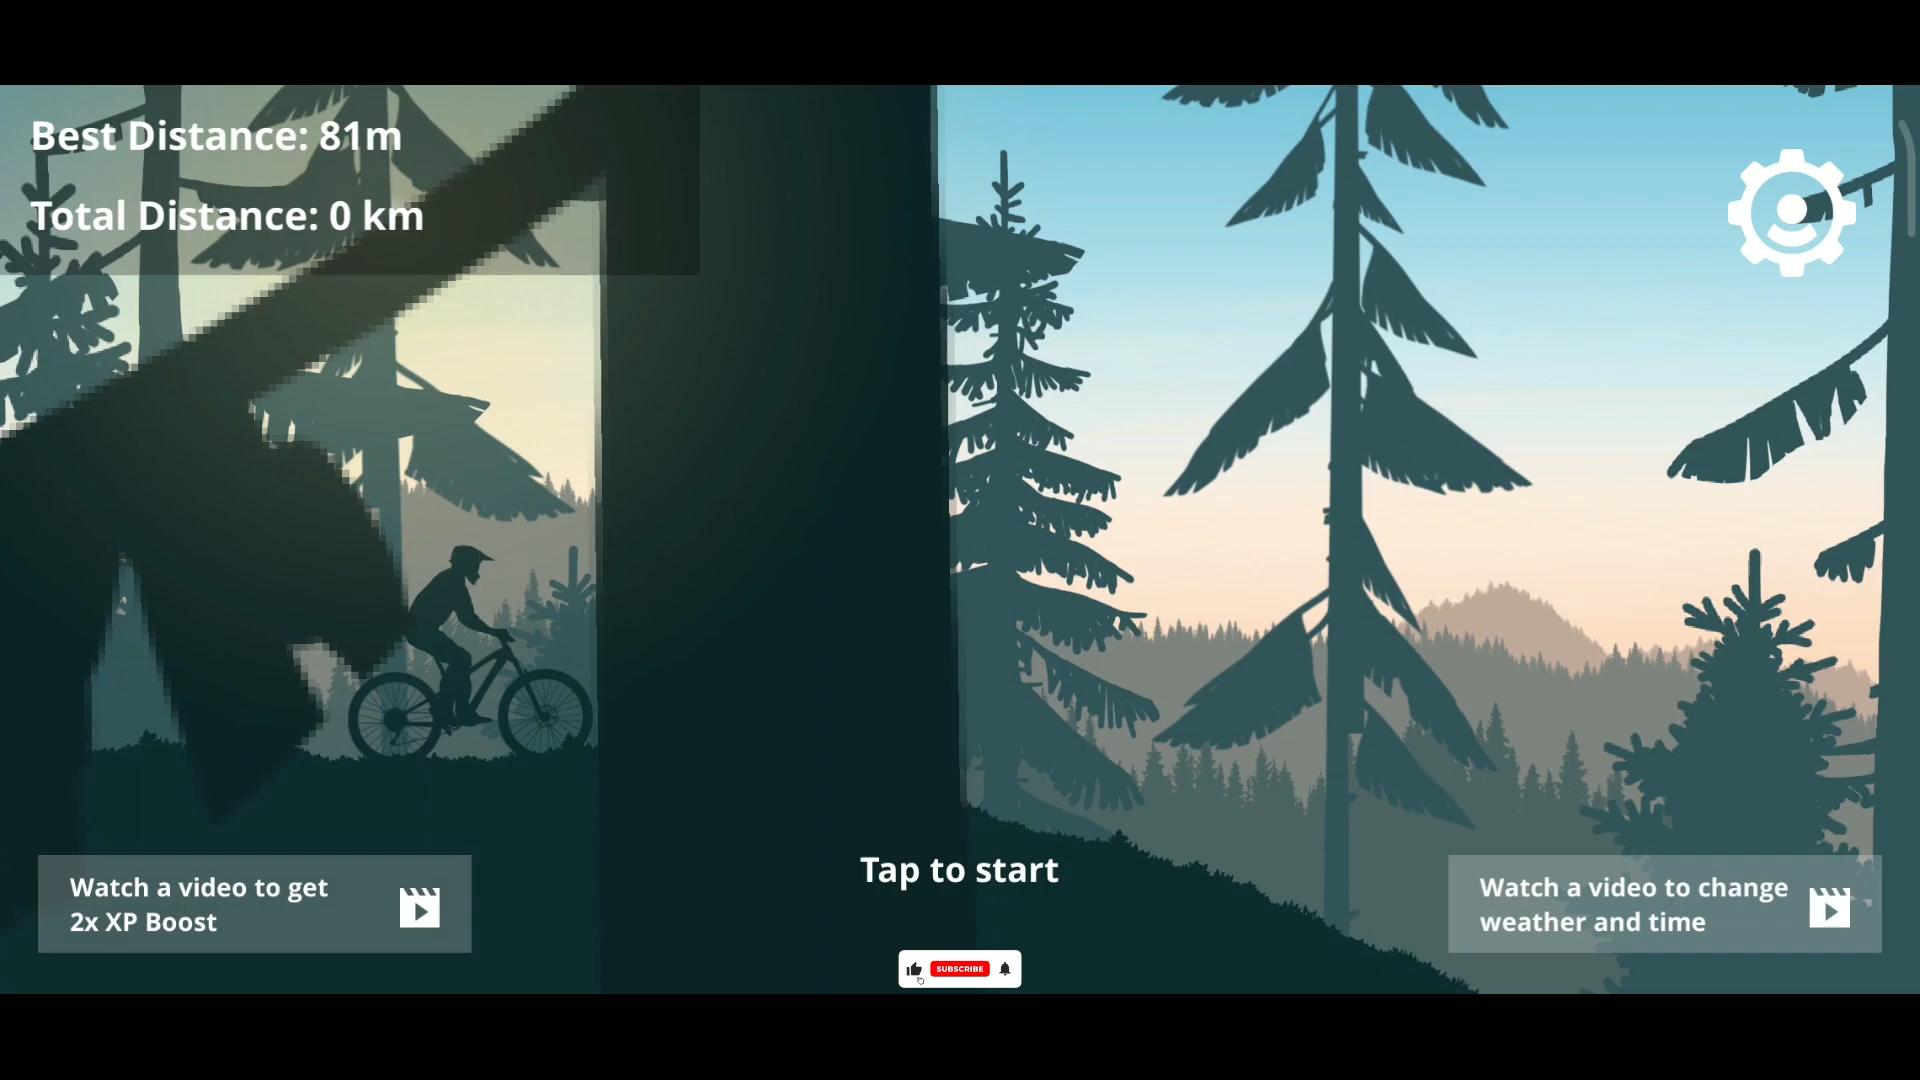 Best Distance: 81m
Total Distance: 0 km
Watch a video to get
2x XP Boost
Tap to start
Watch a video to change
weather and time
SUBSCRIBE